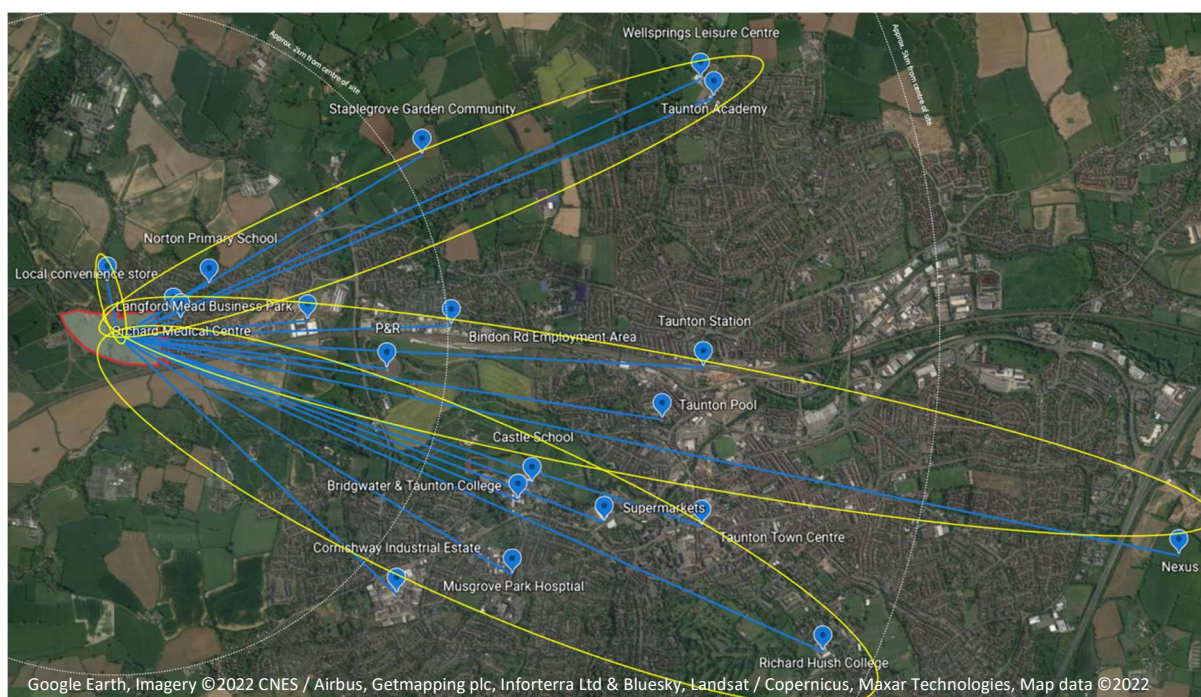 Wellsprings Leisure Centre
Approx. 2km from centre of site
Approx. 5km from centre of site
Staplegrove Garden Community
Taunton Academy
Norton Primary School
Local convenience store
Langford Mead Business Park
Orchard Medical Centre
P&R
Bindon Rd Employment Area
Taunton Station
Taunton Pool
Castle School
Bridgwater & Taunton College
Supermarkets
Taunton Town Centre
Cornishway Industrial Estate
Musgrove Park Hosptial
Nexus
Richard Huish College
Google Earth, Imagery ©2022 CNES / Airbus, Getmapping plc, Inforterra Ltd & Bluesky, Landsat / Copernicus, Maxar Technologies, Map data ©2022